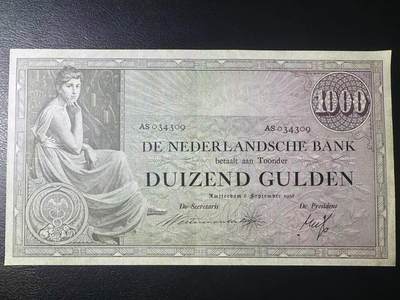 1000
AS 034309 AS 034309
DE NEDERLANDSCHE BANK
betaalt aan Toonder
DUIZEND GULDEN
Amsterdam September
De Secretaris De President